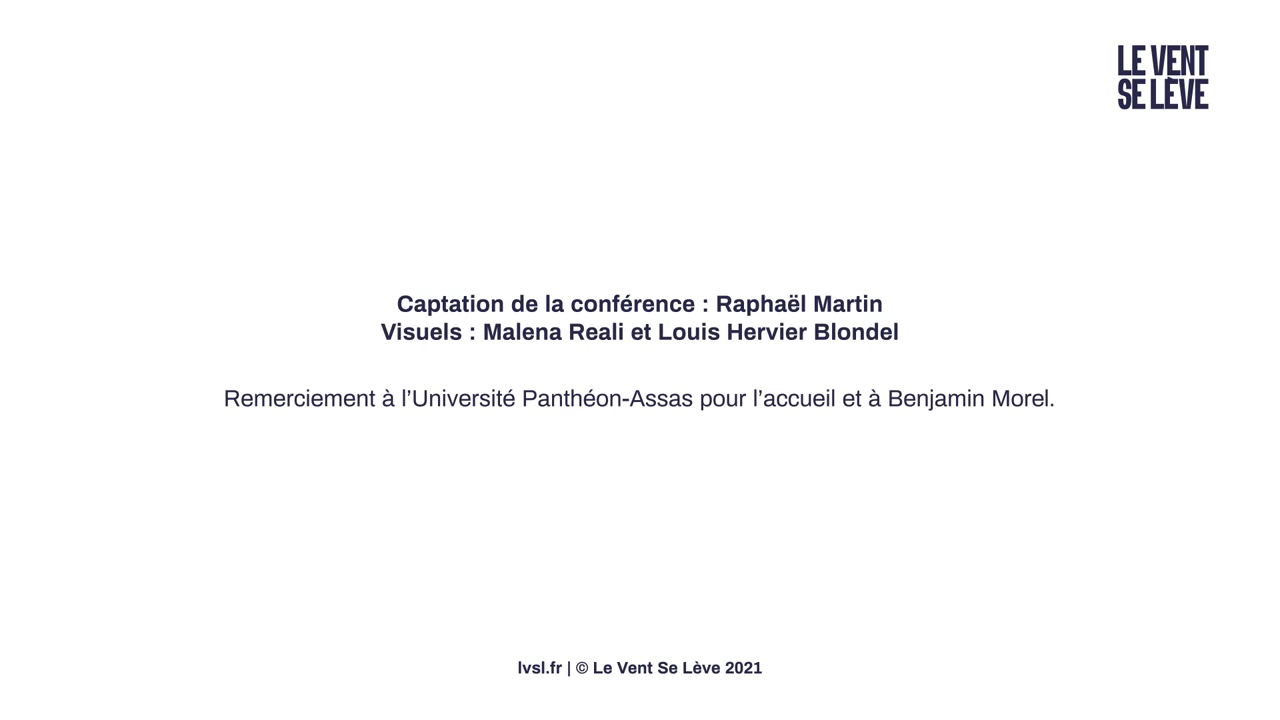 LE VENT
SE LÈVE
Captation de la conférence : Raphaël Martin
Visuels : Malena Reali et Louis Hervier Blondel
Remerciement à l’Université Panthéon-Assas pour l’accueil et à Benjamin Morel.
lvsl.fr | © Le Vent Se Lève 2021